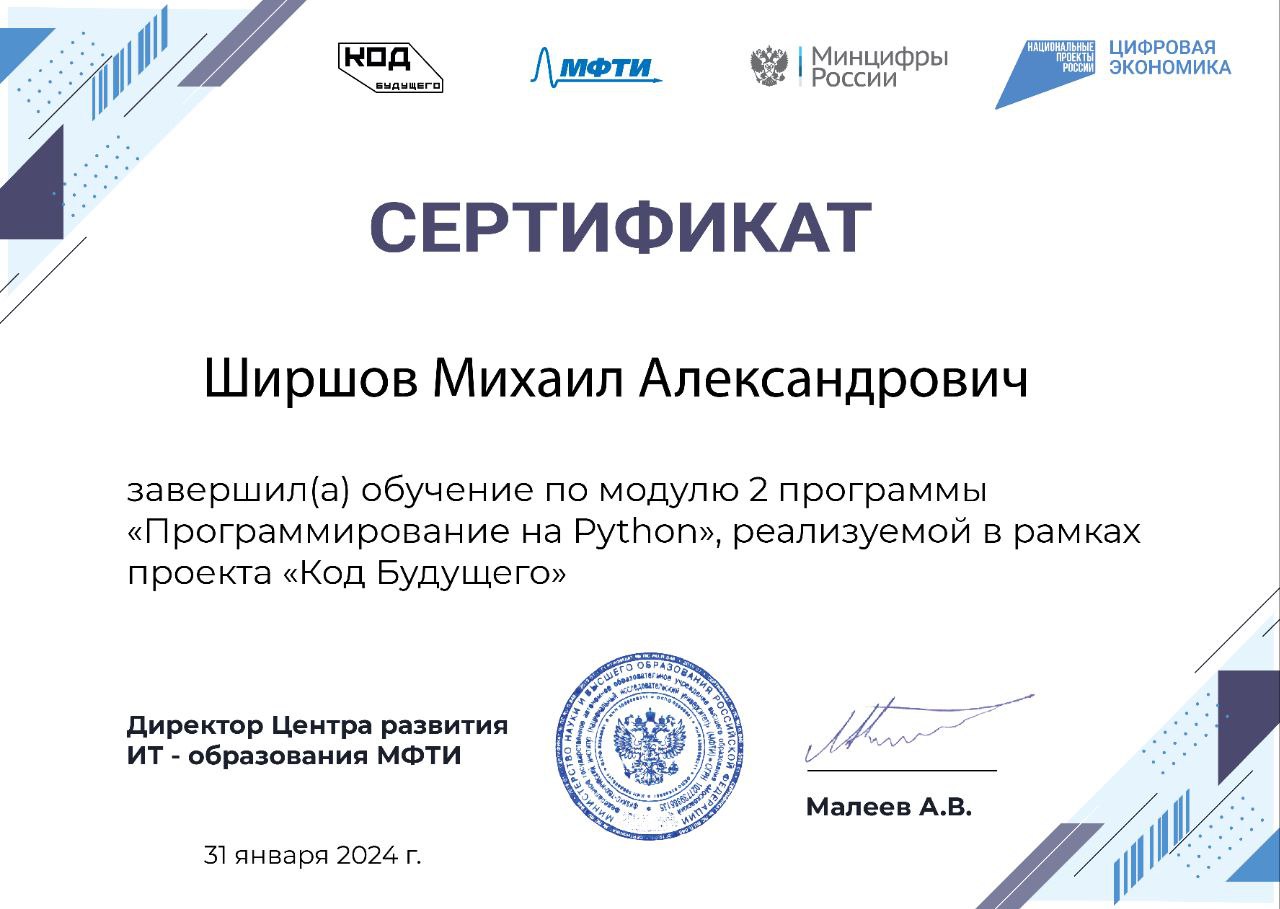 КОД
БУДУЩЕГО
МФТИ
Минцифры
России
НАЦИОНАЛЬНЫЕ
ПРОЕКТЫ
РОССИИ
ЦИФРОВАЯ
ЭКОНОМИКА
СЕРТИФИКАТ
Ширшов Михаил Александрович
завершил(а) обучение по модулю 2 программы
«Программирование на Python», реализуемой в рамках
проекта «Код Будущего»
Директор Центра развития
ИТ - образования МФТИ
МИНИСТЕРСТВО НАУКИ И ВЫСШЕГО ОБРАЗОВАНИЯ РОССИЙСКОЙ ФЕДЕРАЦИИ
Малеев А.В.
31 января 2024 г.